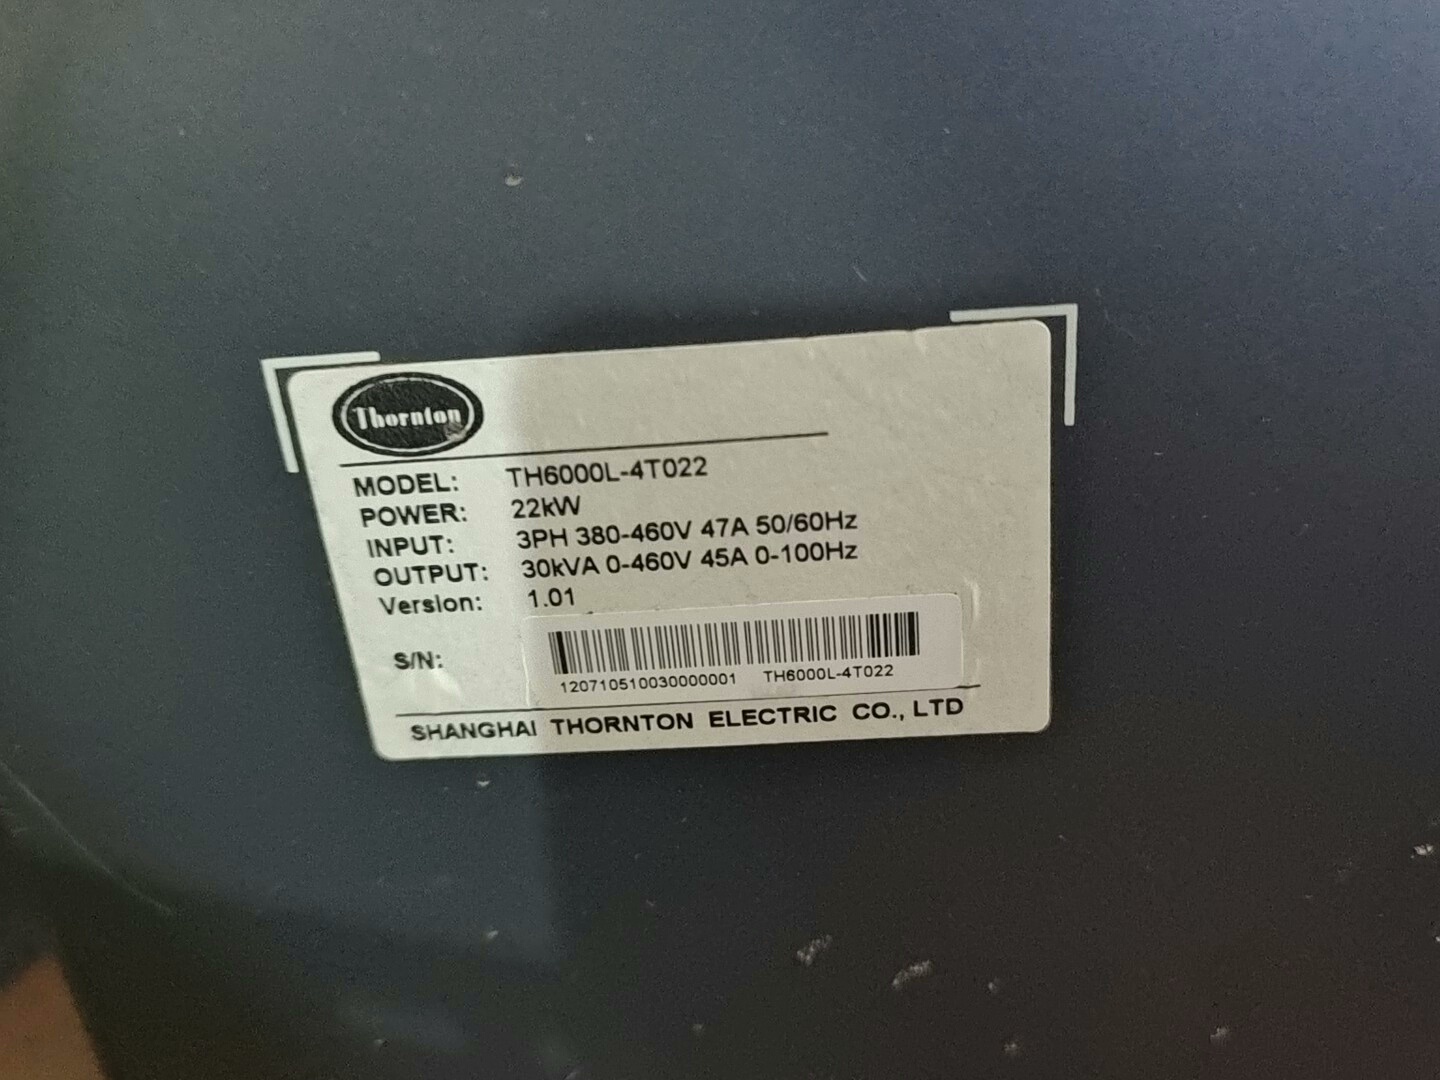 Thornton
MODEL: TH6000L-4T022
POWER: 22kW
INPUT: 3PH 380-460V 47A 50/60Hz
OUTPUT: 30kVA 0-460V 45A 0-100Hz
Version: 1.01
S/N:
120710510030000001 TH6000L-4T022
SHANGHAI THORNTON ELECTRIC CO., LTD